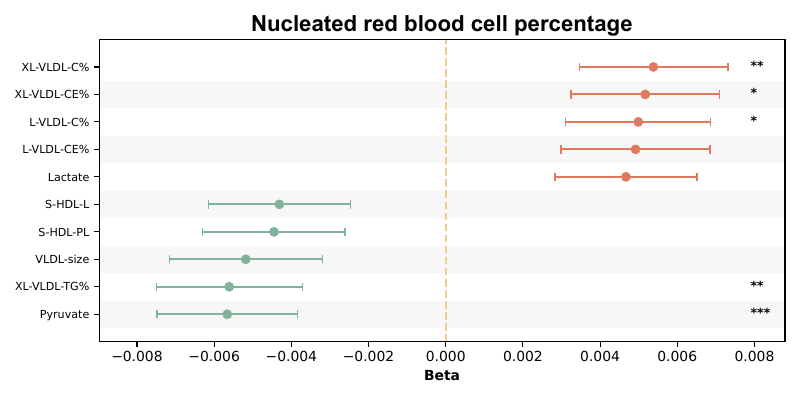 Nucleated red blood cell percentage
XL-VLDL-C% **
XL-VLDL-CE% *
L-VLDL-C% *
L-VLDL-CE%
Lactate
S-HDL-L
S-HDL-PL
VLDL-size
XL-VLDL-TG% **
Pyruvate ***
−0.008 −0.006 −0.004 −0.002 0.000 0.002 0.004 0.006 0.008
Beta